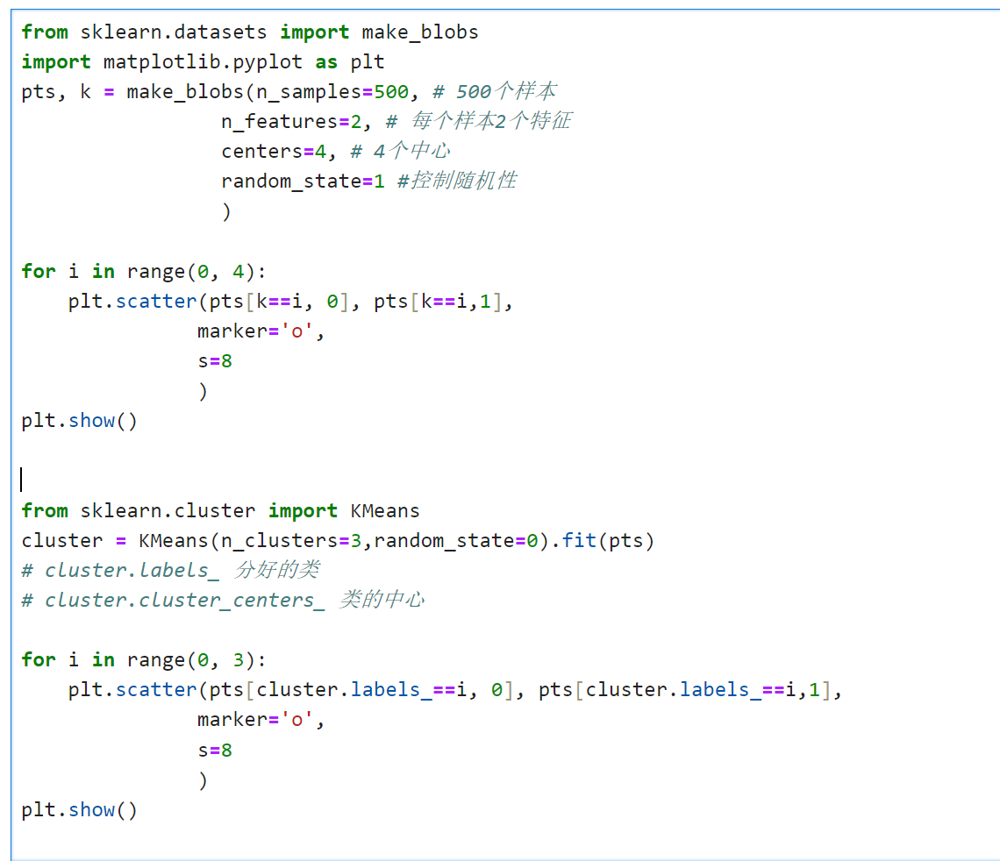 from sklearn.datasets import make_blobs
import matplotlib.pyplot as plt
pts, k = make_blobs(n_samples=500, # 500个样本
                 n_features=2, # 每个样本2个特征
                 centers=4, # 4个中心
                 random_state=1 #控制随机性
                 )

for i in range(0, 4):
    plt.scatter(pts[k==i, 0], pts[k==i,1],
               marker='o',
               s=8
               )
plt.show()


from sklearn.cluster import KMeans
cluster = KMeans(n_clusters=3,random_state=0).fit(pts)
# cluster.labels_ 分好的类
# cluster.cluster_centers_ 类的中心

for i in range(0, 3):
    plt.scatter(pts[cluster.labels_==i, 0], pts[cluster.labels_==i,1],
               marker='o',
               s=8
               )
plt.show()